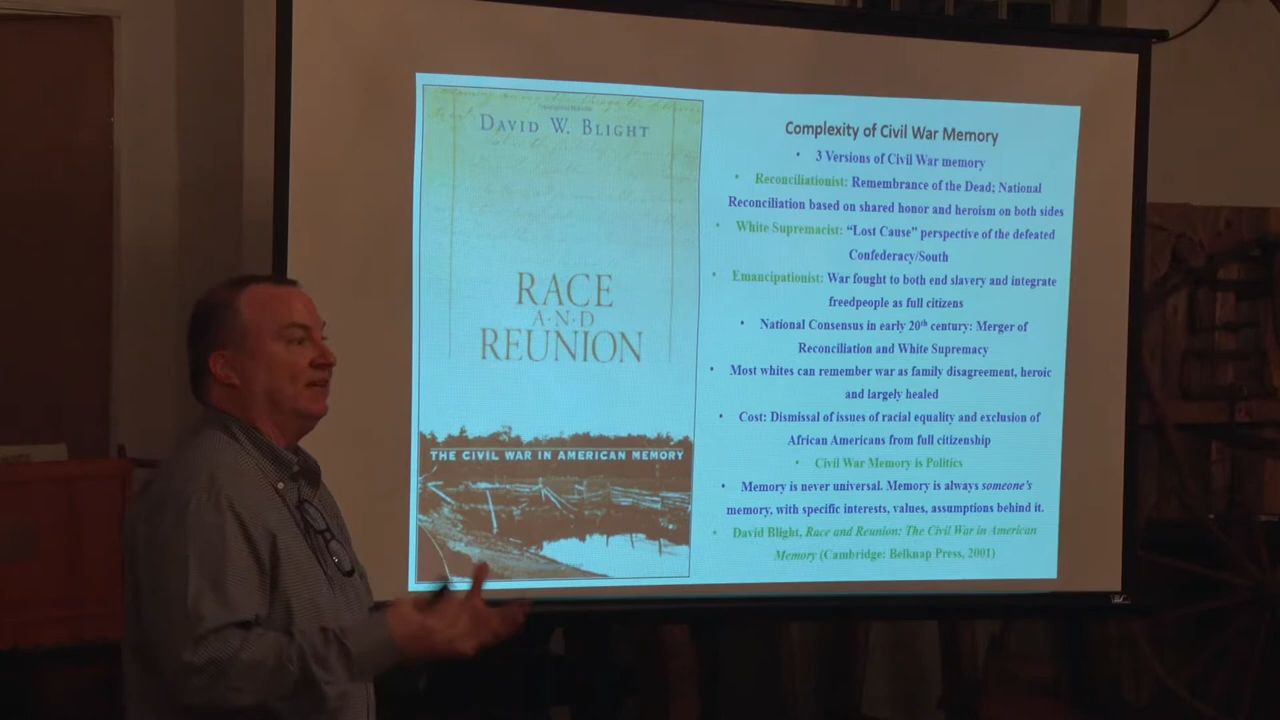 DAVID W. BLIGHT
RACE
A·N·D
REUNION
THE CIVIL WAR IN AMERICAN MEMORY
Complexity of Civil War Memory
• 3 Versions of Civil War memory
• Reconciliationist: Remembrance of the Dead; National
Reconciliation based on shared honor and heroism on both sides
• White Supremacist: “Lost Cause” perspective of the defeated
Confederacy/South
• Emancipationist: War fought to both end slavery and integrate
freedpeople as full citizens
• National Consensus in early 20th century: Merger of
Reconciliation and White Supremacy
• Most whites can remember war as family disagreement, heroic
and largely healed
• Cost: Dismissal of issues of racial equality and exclusion of
African Americans from full citizenship
• Civil War Memory is Politics
• Memory is never universal. Memory is always someone’s
memory, with specific interests, values, assumptions behind it.
• David Blight, Race and Reunion: The Civil War in American
Memory (Cambridge: Belknap Press, 2001)